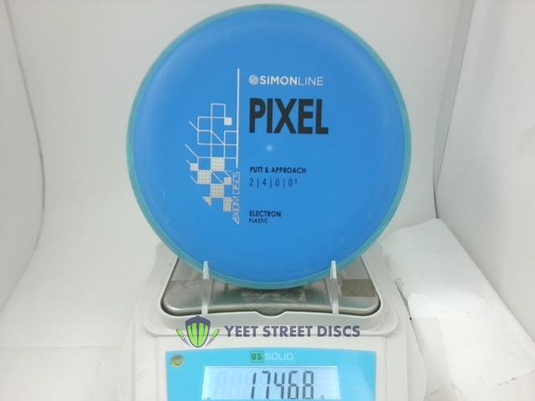 SIMONLINE
PIXEL
PUTT & APPROACH
2 | 4 | 0 | 0.5
ELECTRON
PLASTIC
AXIOM DISCS
YEET STREET DISCS
U.S. SOLID
174.68 g